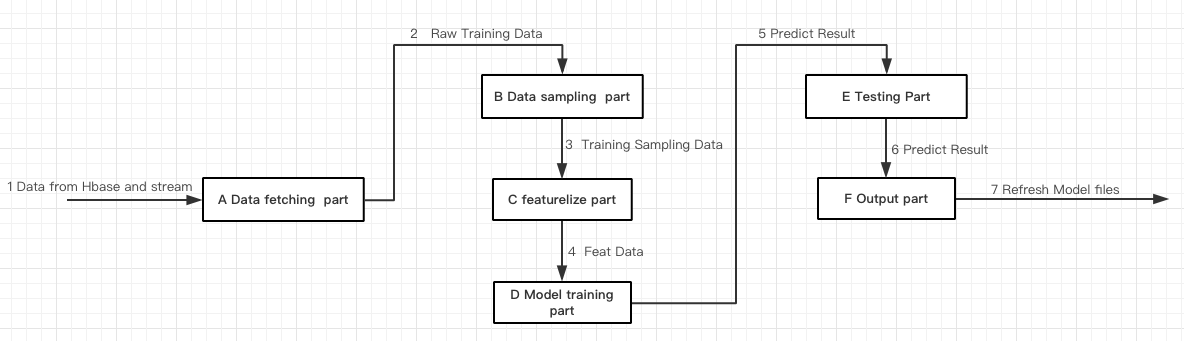 1 Data from Hbase and stream
A Data fetching part
2 Raw Training Data
B Data sampling part
3 Training Sampling Data
C featurelize part
4 Feat Data
D Model training
part
5 Predict Result
E Testing Part
6 Predict Result
F Output part
7 Refresh Model files